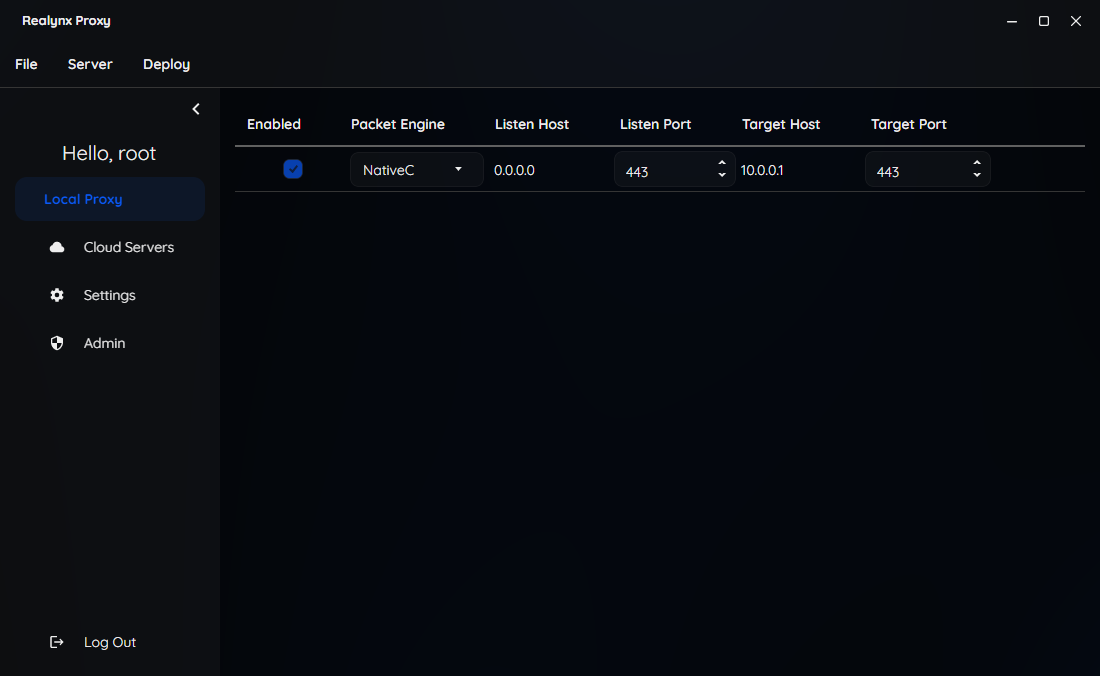 Realynx Proxy
File Server Deploy
Hello, root
Local Proxy
Cloud Servers
Settings
Admin
Log Out
Enabled Packet Engine Listen Host Listen Port Target Host Target Port
NativeC 0.0.0.0 443 10.0.0.1 443